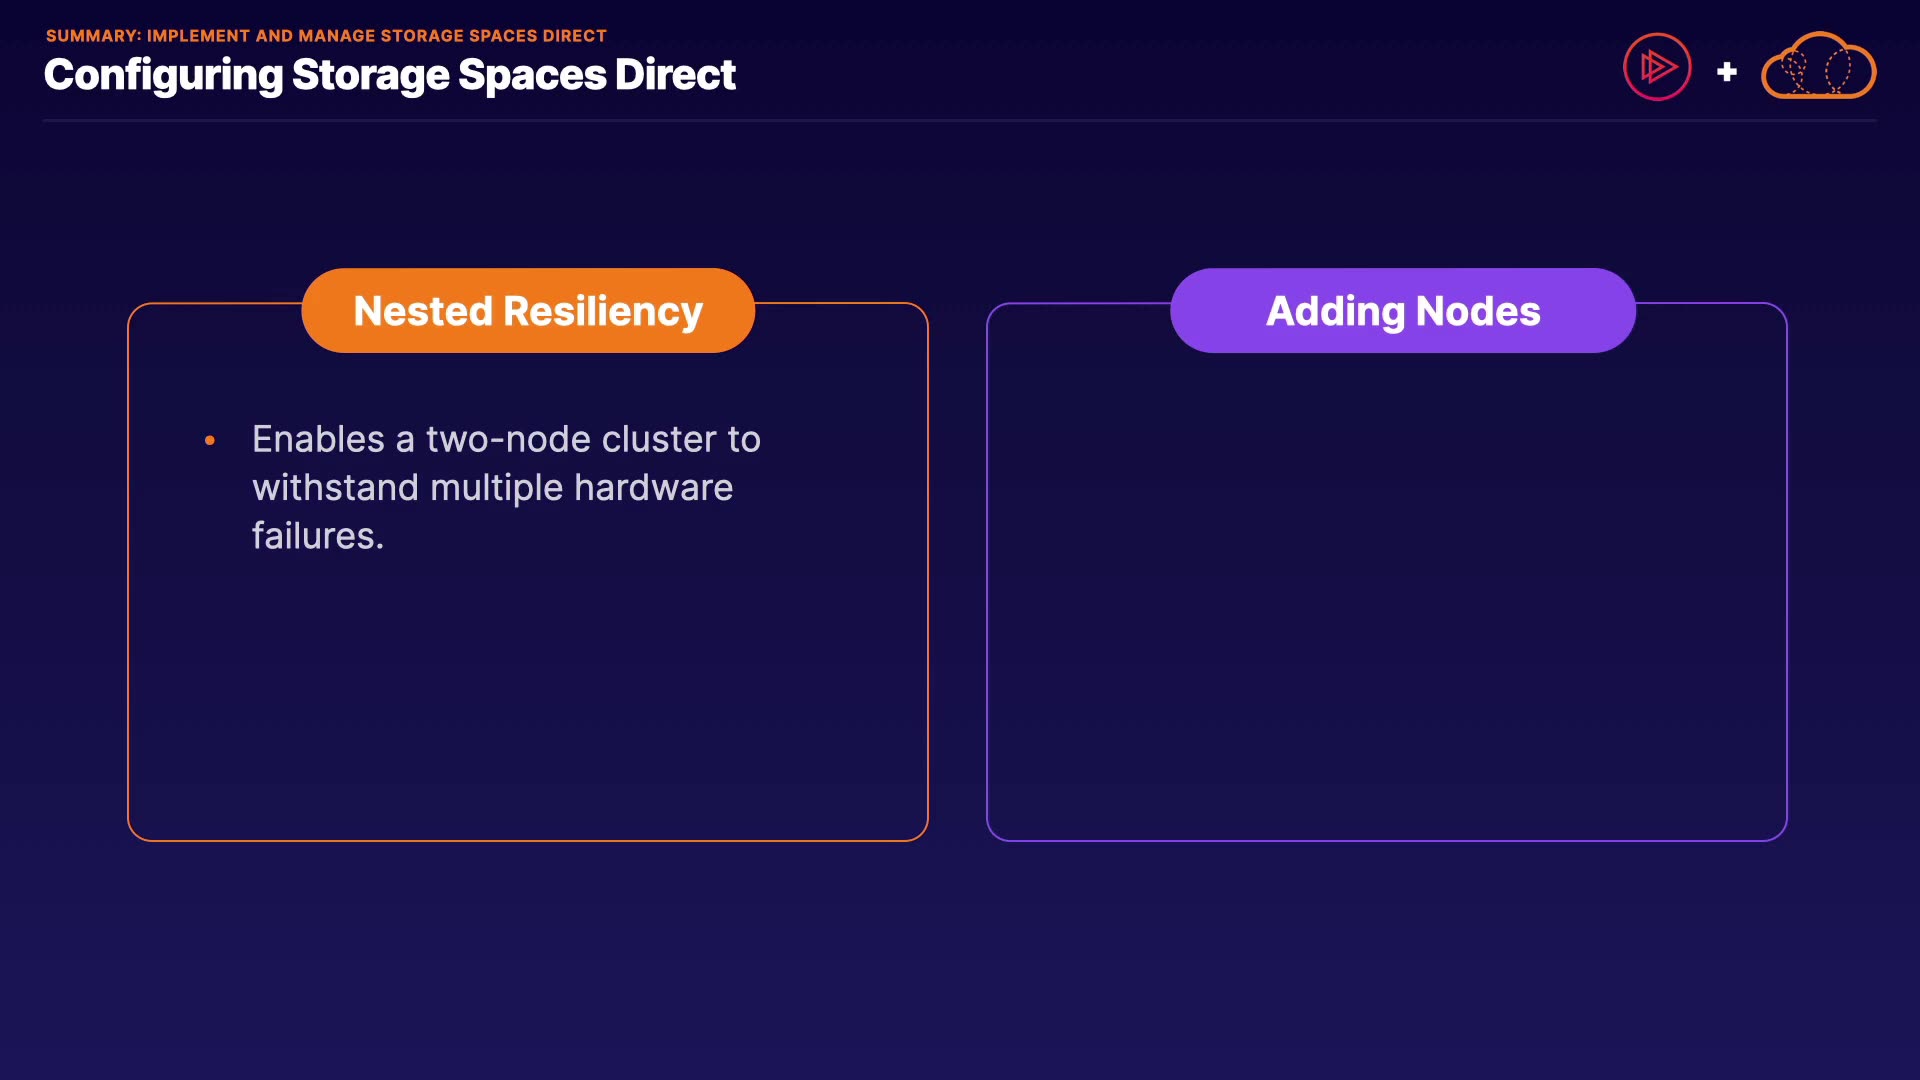 SUMMARY: IMPLEMENT AND MANAGE STORAGE SPACES DIRECT
Configuring Storage Spaces Direct
+
Nested Resiliency
• Enables a two-node cluster to
withstand multiple hardware
failures.
Adding Nodes